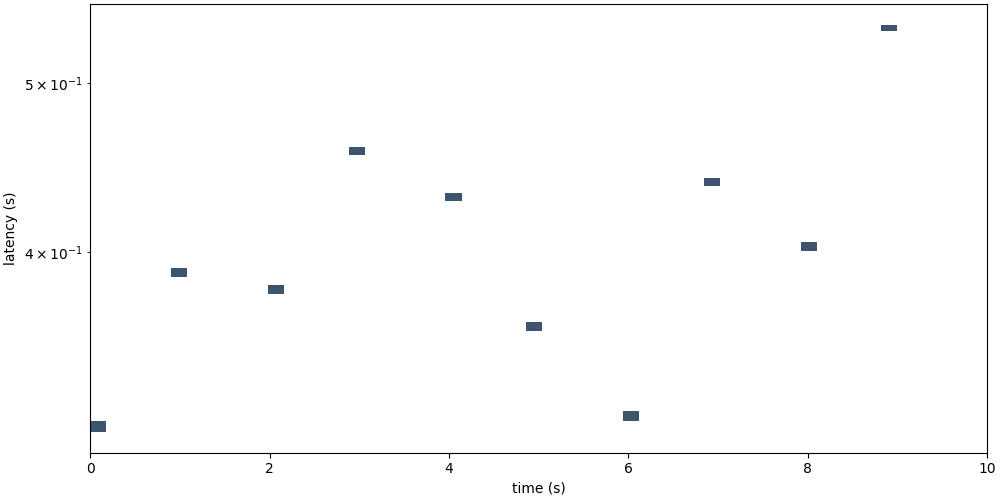 5 × 10⁻¹
4 × 10⁻¹
latency (s)
0 2 4 6 8 10
time (s)